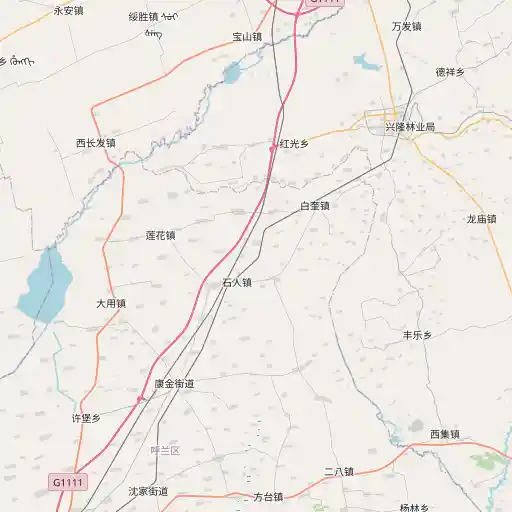 G1111
永安镇
绥胜镇
宝山镇
万发镇
德祥乡
兴隆林业局
西长发镇
红光乡
白奎镇
龙庙镇
莲花镇
石人镇
大用镇
丰乐乡
康金街道
许堡乡
西集镇
呼兰区
二八镇
G1111
沈家街道
方台镇
杨林乡